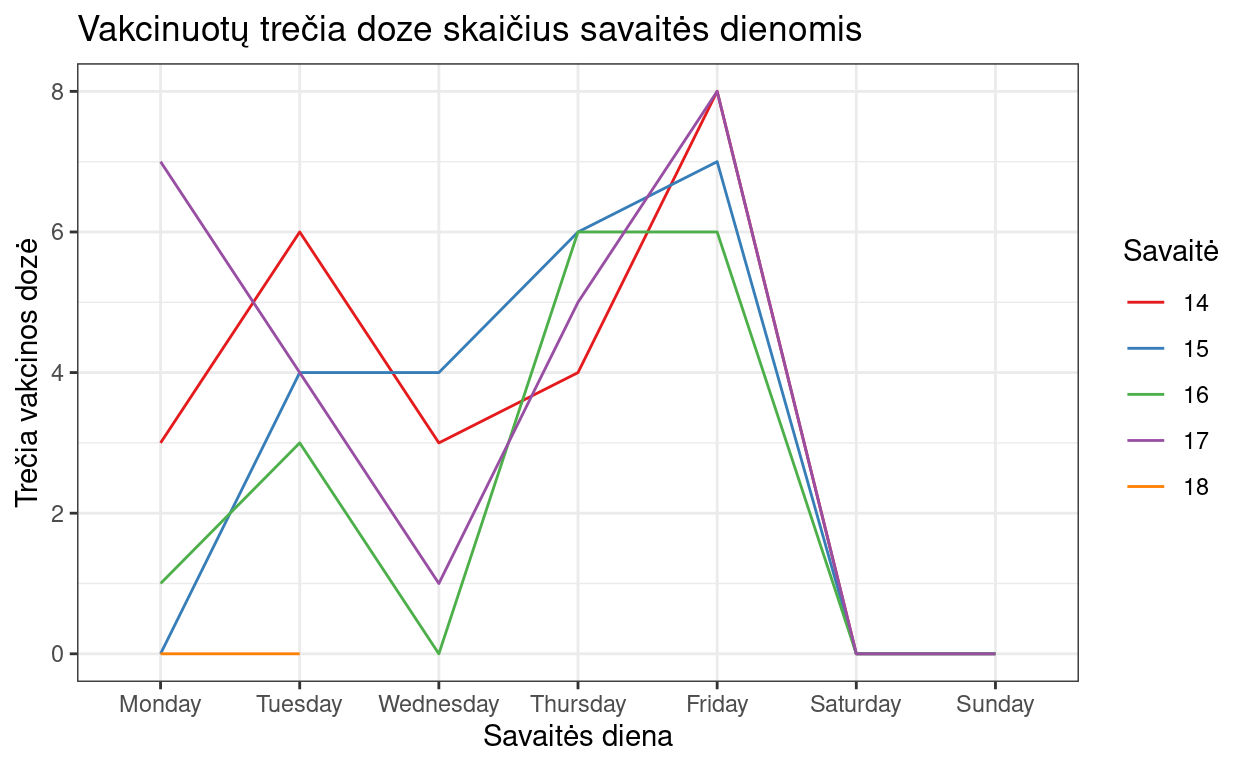 Vakcinuotų trečia doze skaičius savaitės dienomis
Trečia vakcinos dozė
8
6
4
2
0
Monday Tuesday Wednesday Thursday Friday Saturday Sunday
Savaitės diena
Savaitė
14
15
16
17
18